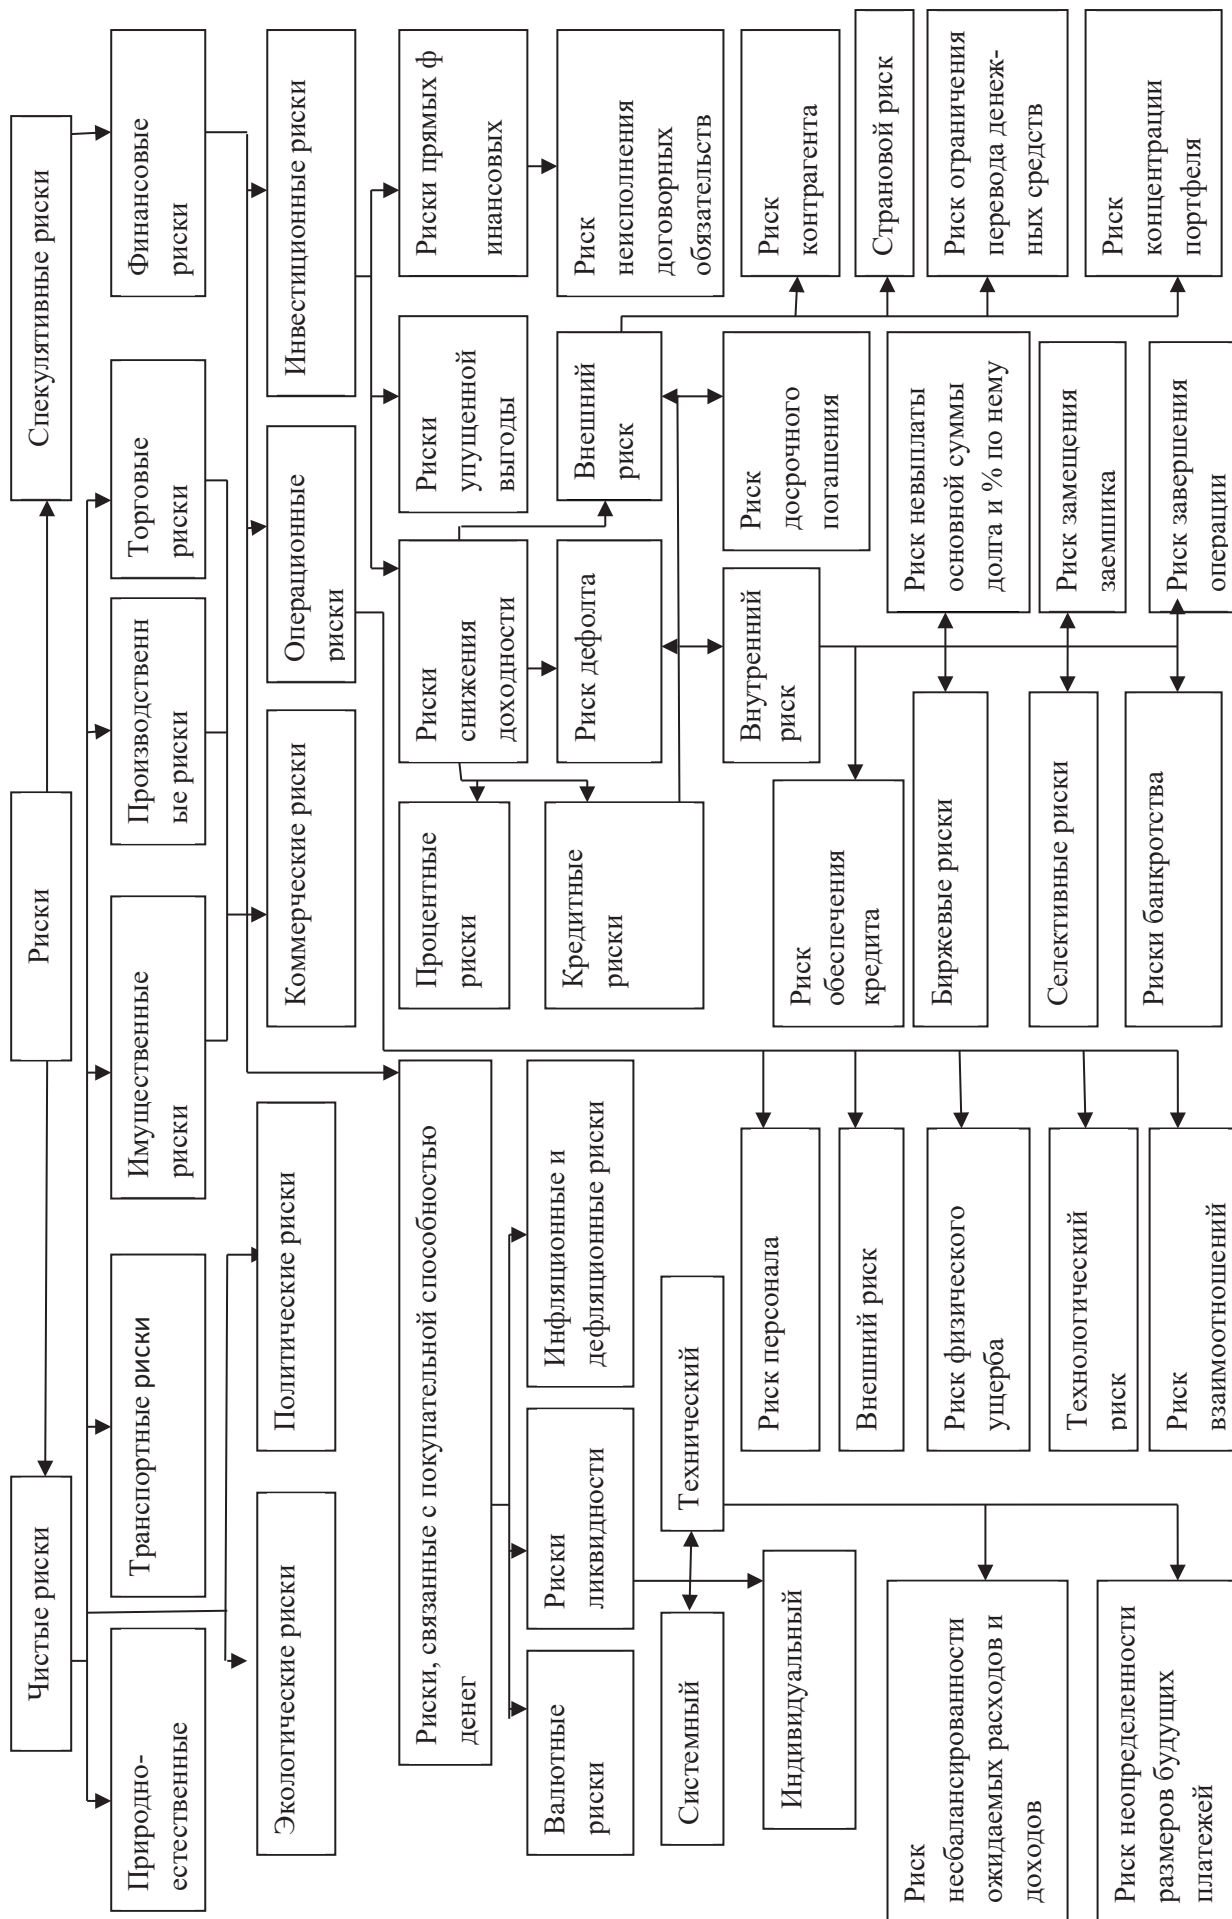 Риски
Чистые риски
Спекулятивные риски
Природно-
естественные
Транспортные риски
Имущественные
риски
Производственн
ые риски
Торговые
риски
Финансовые
риски
Экологические риски
Политические риски
Коммерческие риски
Операционные
риски
Инвестиционные риски
Риски, связанные с покупательной способностью
денег
Риски
снижения
доходности
Риски
упущенной
выгоды
Риски прямых ф
инансовых
Процентные
риски
Валютные
риски
Риски
ликвидности
Инфляционные и
дефляционные риски
Кредитные
риски
Риск дефолта
Внешний
риск
Риск
неисполнения
договорных
обязательств
Системный
Технический
Индивидуальный
Риск персонала
Внутренний
риск
Риск
досрочного
погашения
Риск
контрагента
Риск
обеспечения
кредита
Внешний риск
Страновой риск
Риск
несбалансированности
ожидаемых расходов и
доходов
Риск физического
ущерба
Биржевые риски
Риск невыплаты
основной суммы
долга и % по нему
Риск ограничения
перевода денеж-
ных средств
Технологический
риск
Селективные риски
Риск замещения
заемшика
Риск
концентрации
портфеля
Риск неопределенности
размеров будущих
платежей
Риск
взаимоотношений
Риски банкротства
Риск завершения
операции